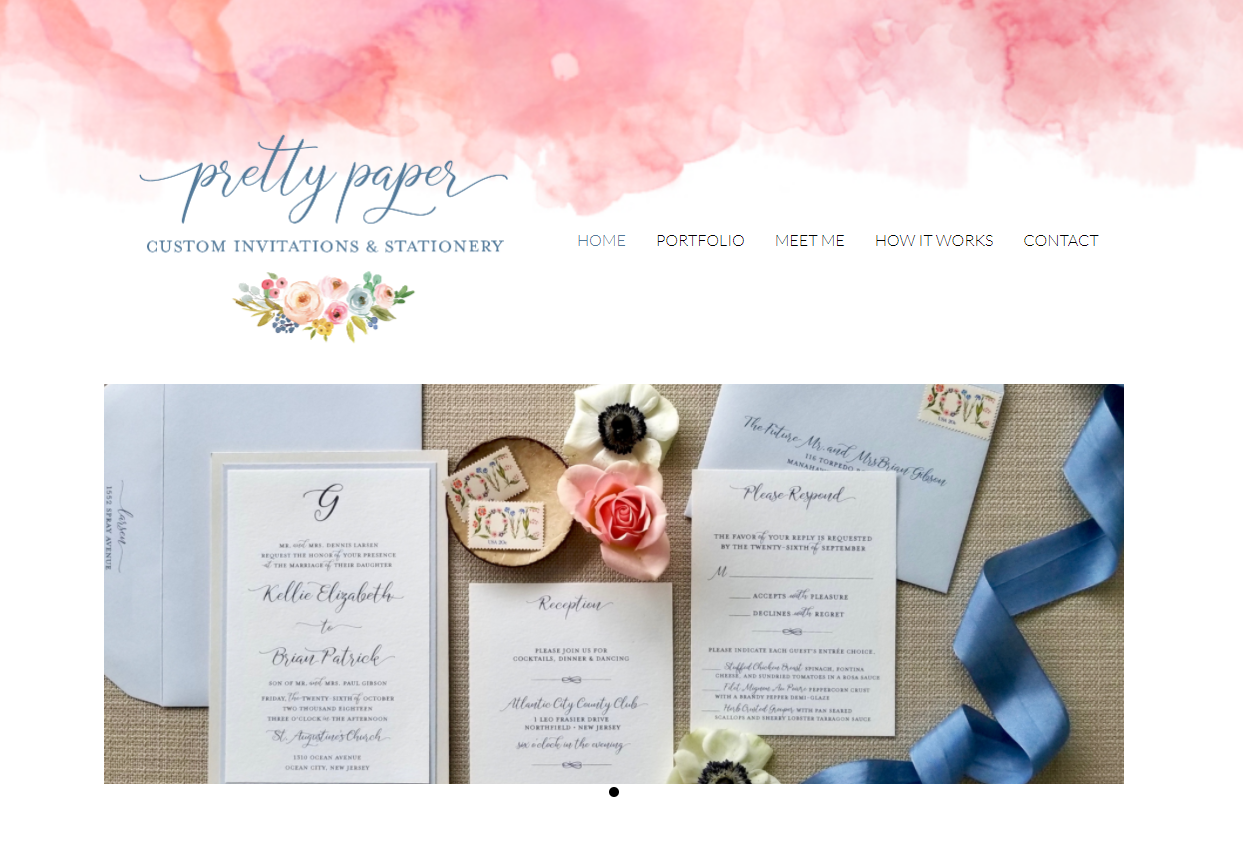 pretty paper
CUSTOM INVITATIONS & STATIONERY
HOME PORTFOLIO MEET ME HOW IT WORKS CONTACT
larsen
1552 SPRAY AVENUE
G
MR. and MRS. DENNIS LARSEN
REQUEST THE HONOR of YOUR PRESENCE
at THE MARRIAGE of THEIR DAUGHTER
Kellie Elizabeth
to
Brian Patrick
SON OF MR. and MRS. PAUL GIBSON
FRIDAY, The TWENTY-SIXTH of OCTOBER
TWO THOUSAND EIGHTEEN
THREE O'CLOCK in THE AFTERNOON
St. Augustine's Church
1310 OCEAN AVENUE
OCEAN CITY, NEW JERSEY
LOVE
LOVE
USA 20c
Reception
PLEASE JOIN US FOR
COCKTAILS, DINNER & DANCING
Atlantic City County Club
1 LEO FRASIER DRIVE
NORTHFIELD • NEW JERSEY
six o'clock in the evening
LOVE
USA 20c
The Future Mr. and Mrs Brian Gibson
116 TORPEDO
MANAHA
Please Respond
THE FAVOR of YOUR REPLY IS REQUESTED
BY THE TWENTY-SIXTH of SEPTEMBER
M
ACCEPTS with PLEASURE
DECLINES with REGRET
PLEASE INDICATE EACH GUEST'S ENTRÉE CHOICE.
Stuffed Chicken Breast SPINACH, FONTINA
CHEESE, AND SUNDRIED TOMATOES IN A ROSA SAUCE
Filet Mignon Au Poivre PEPPERCORN CRUST
WITH A BRANDY PEPPER DEMI-GLAZE
Herb Crusted Grouper WITH PAN SEARED
SCALLOPS AND SHERRY LOBSTER TARRAGON SAUCE